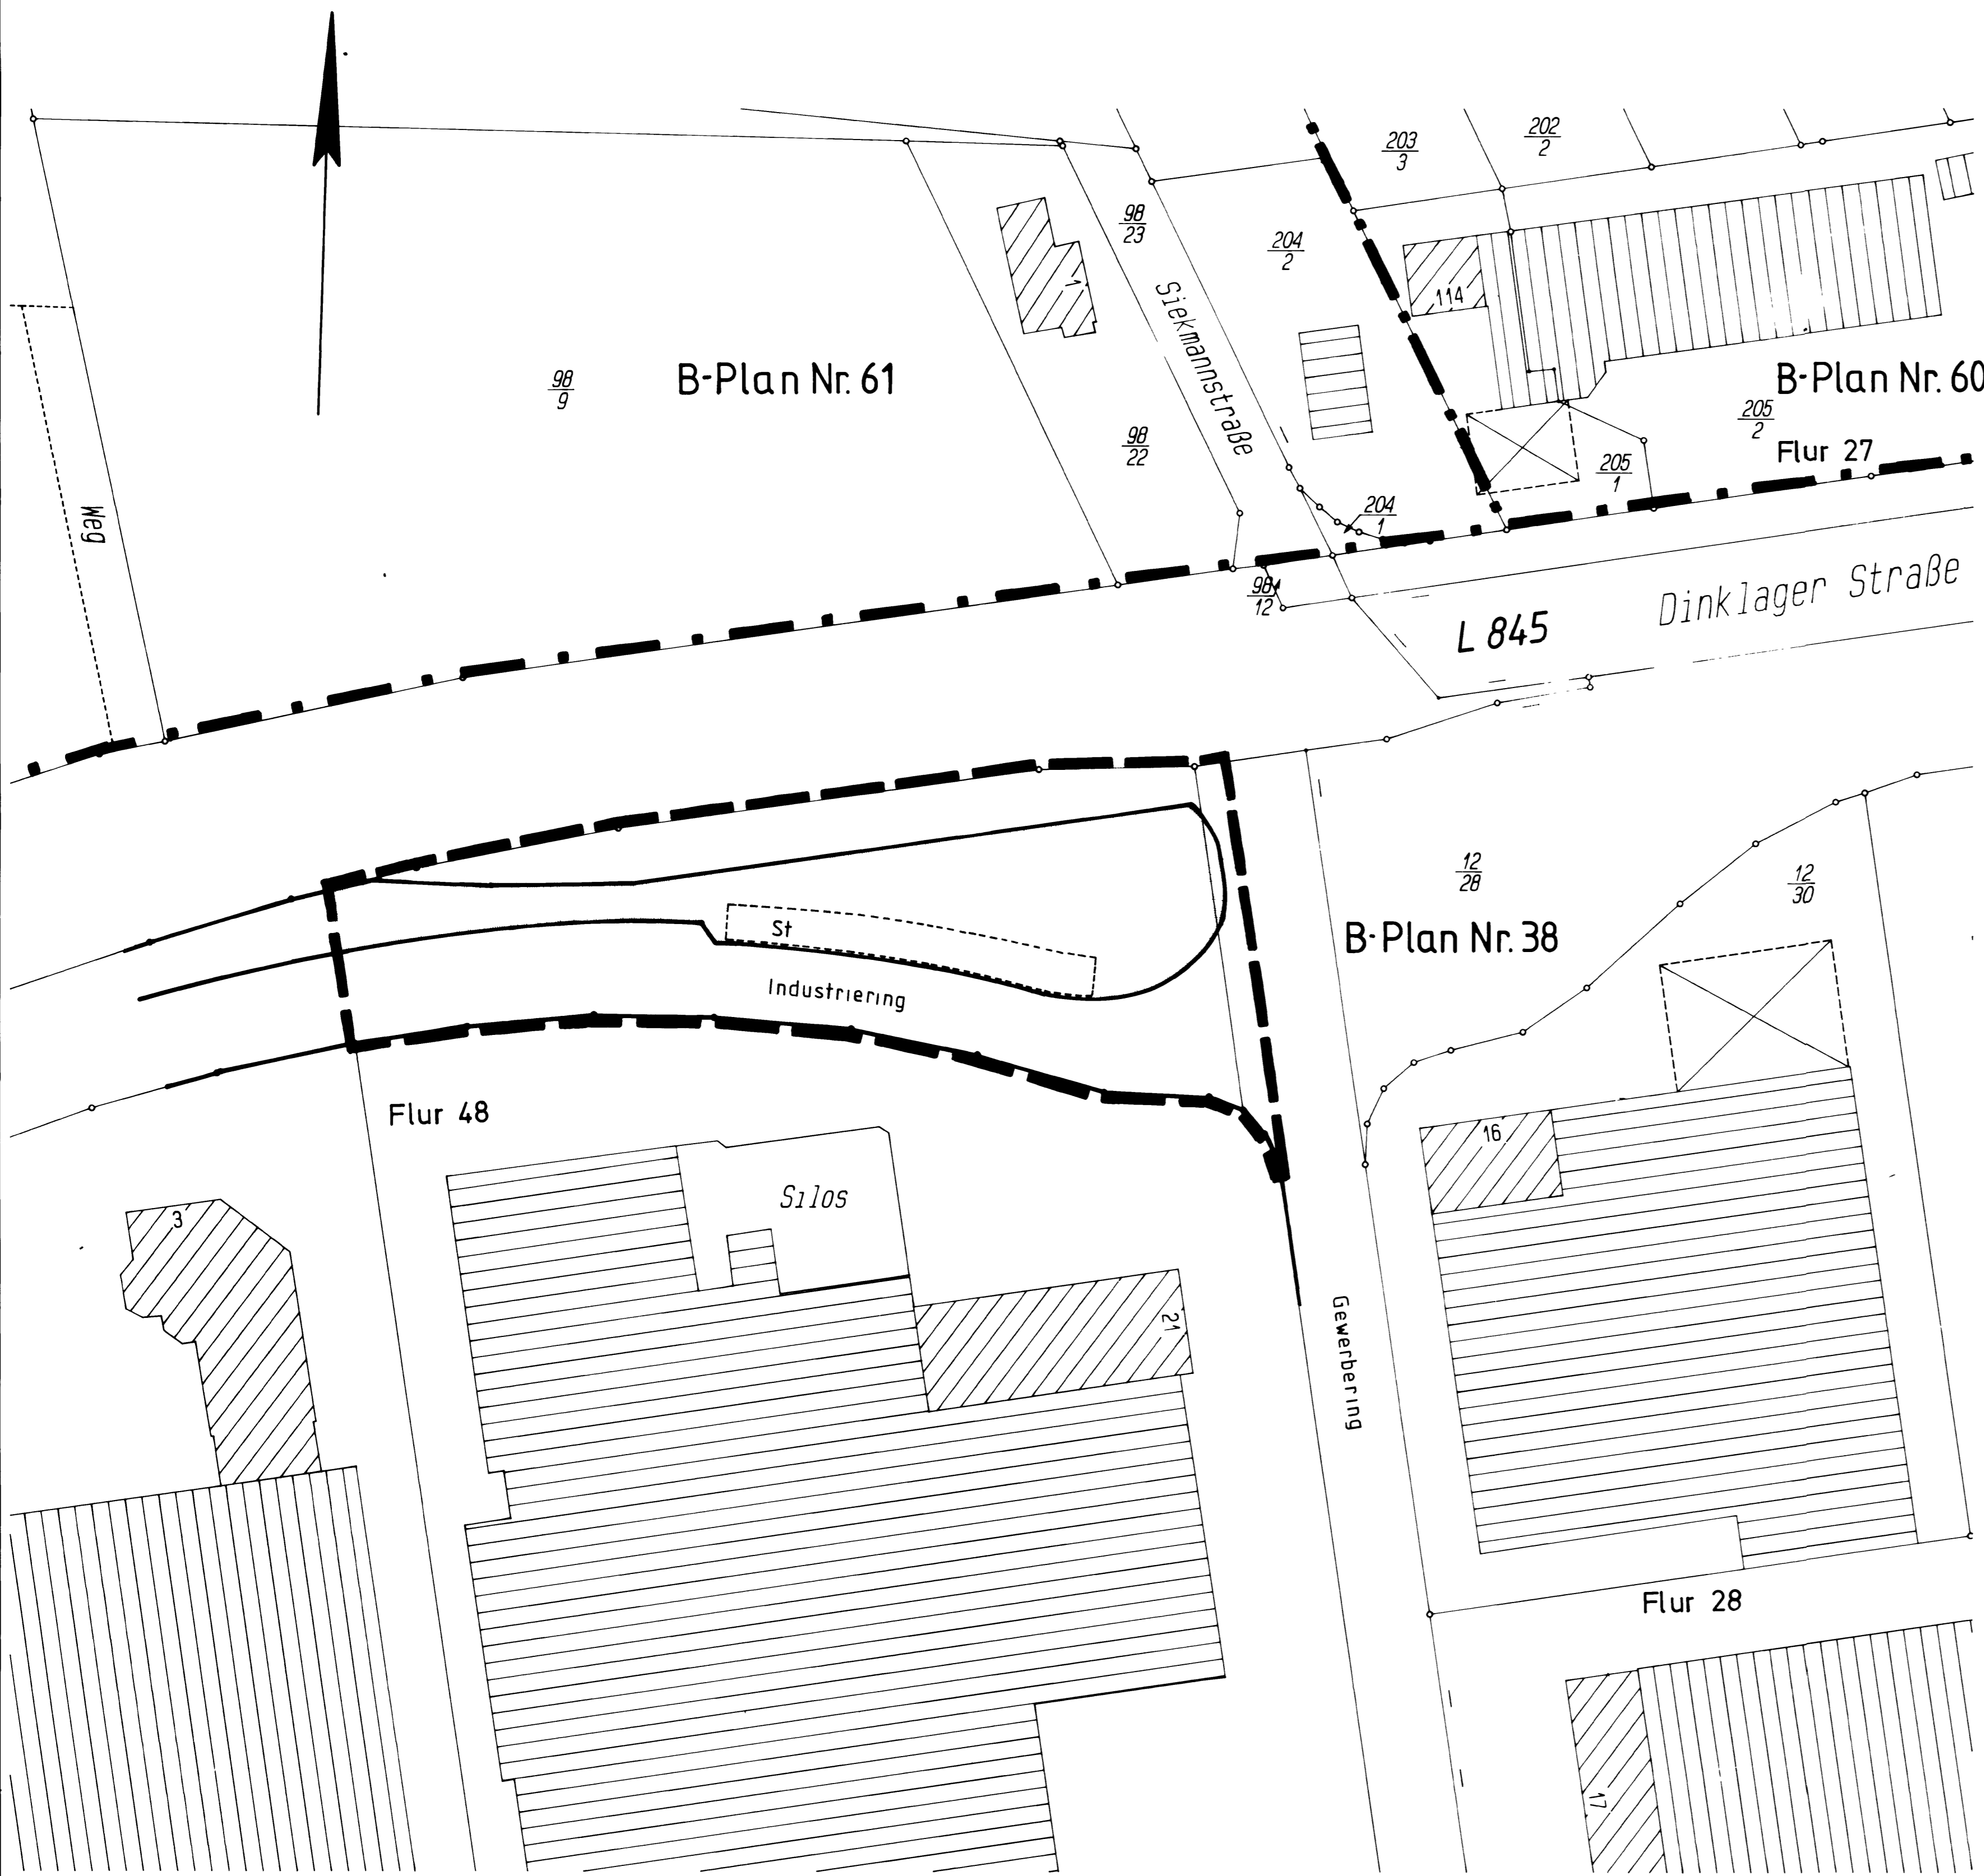 203
3
202
2
98
23
204
2
1
Siekmannstraße
114
B-Plan Nr. 61
98
9
B-Plan Nr. 60
205
2
Flur 27
98
22
205
1
204
1
Weg
98
12
Dinklager Straße
L 845
12
28
12
30
St
B-Plan Nr. 38
Industriering
Flur 48
16
Silos
3
21
Gewerbering
Flur 28
17